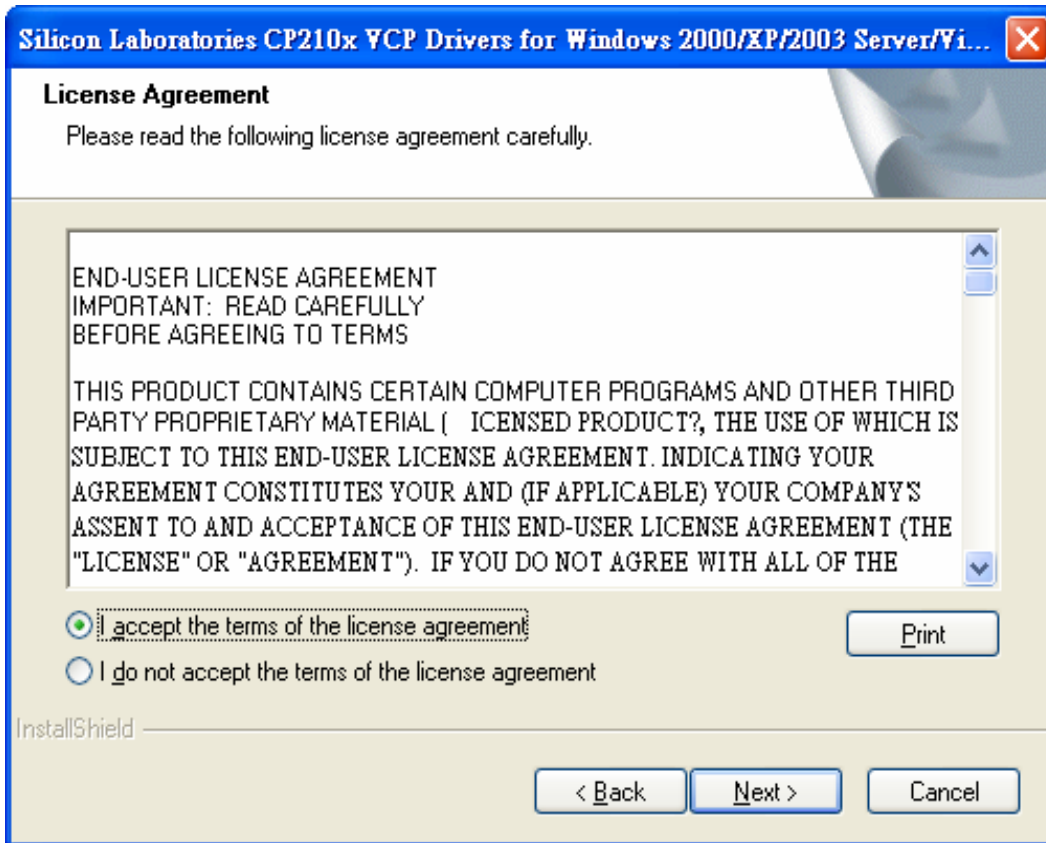 Silicon Laboratories CP210x VCP Drivers for Windows 2000/XP/2003 Server/Vi...
License Agreement
Please read the following license agreement carefully.
END-USER LICENSE AGREEMENT
IMPORTANT: READ CAREFULLY
BEFORE AGREEING TO TERMS
THIS PRODUCT CONTAINS CERTAIN COMPUTER PROGRAMS AND OTHER THIRD
PARTY PROPRIETARY MATERIAL ( ICENSED PRODUCT?, THE USE OF WHICH IS
SUBJECT TO THIS END-USER LICENSE AGREEMENT. INDICATING YOUR
AGREEMENT CONSTITUTES YOUR AND (IF APPLICABLE) YOUR COMPANY'S
ASSENT TO AND ACCEPTANCE OF THIS END-USER LICENSE AGREEMENT (THE
"LICENSE" OR "AGREEMENT"). IF YOU DO NOT AGREE WITH ALL OF THE
I accept the terms of the license agreement
Print
I do not accept the terms of the license agreement
InstallShield
< Back Next > Cancel